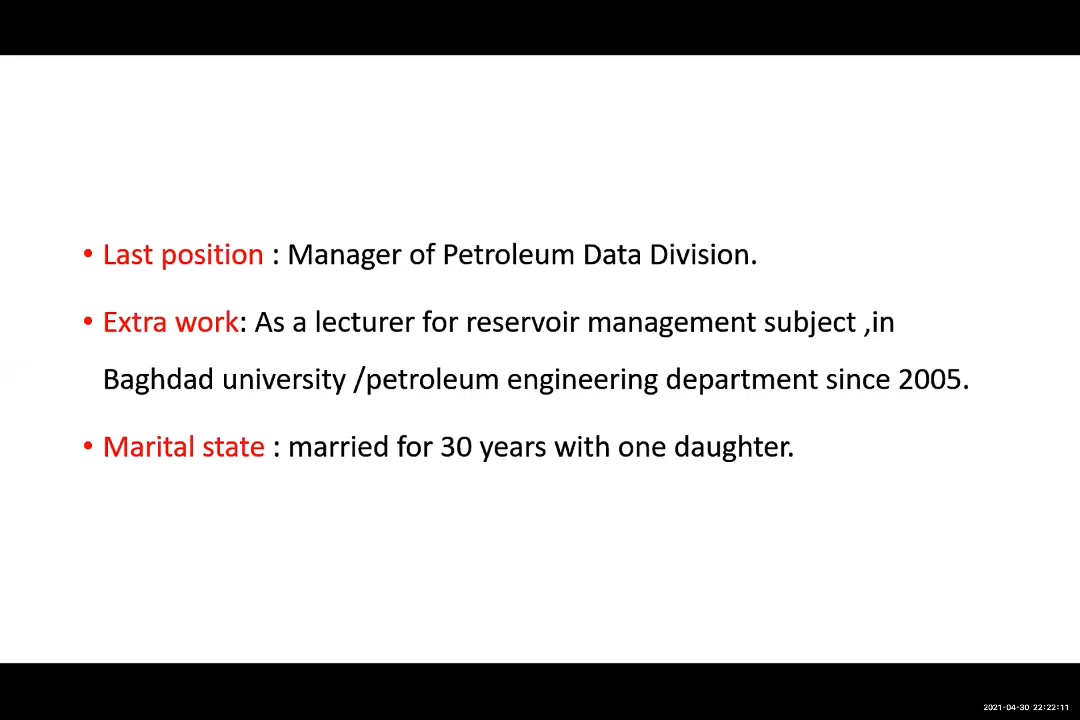 • Last position : Manager of Petroleum Data Division.
• Extra work: As a lecturer for reservoir management subject ,in
Baghdad university /petroleum engineering department since 2005.
• Marital state : married for 30 years with one daughter.
2021-04-30 22:22:11